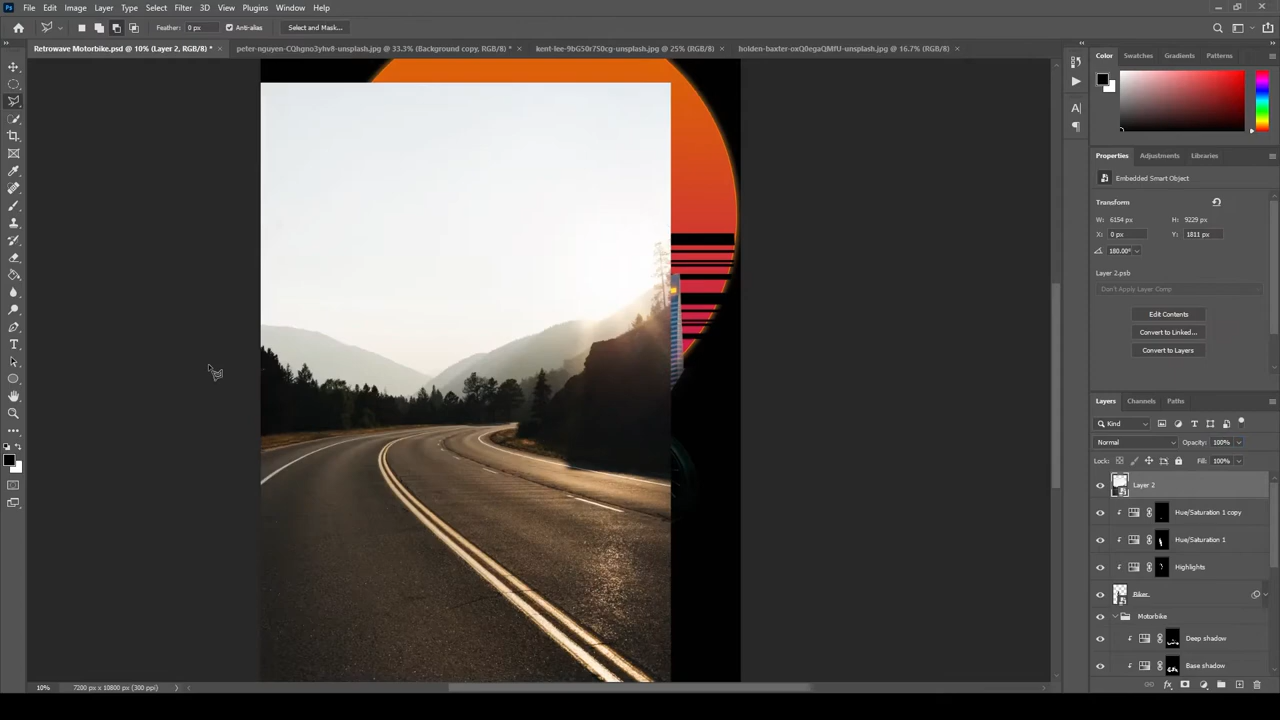 Ps File Edit Image Layer Type Select Filter 3D View Plugins Window Help
Feather: 0 px Anti-alias Select and Mask...
Retrowave Motorbike.psd @ 10% (Layer 2, RGB/8) * × peter-nguyen-CQhgno3yhv8-unsplash.jpg @ 33.3% (Background copy, RGB/8) * × kent-lee-9bG50r7S0cg-unsplash.jpg @ 25% (RGB/8) × holden-baxter-oxQ0egaQMfU-unsplash.jpg @ 16.7% (RGB/8) ×
Color Swatches Gradients Patterns
Properties Adjustments Libraries
Embedded Smart Object
Transform
W: 6154 px H: 9229 px
X: 0 px Y: 1811 px
180.00°
Layer 2.psb
Don't Apply Layer Comp
Edit Contents
Convert to Linked...
Convert to Layers
Layers Channels Paths
Kind
Normal Opacity: 100%
Lock: Fill: 100%
Layer 2
Hue/Saturation 1 copy
Hue/Saturation 1
Highlights
Biker
Motorbike
Deep shadow
Base shadow
10% 7200 px x 10800 px (300 ppi)